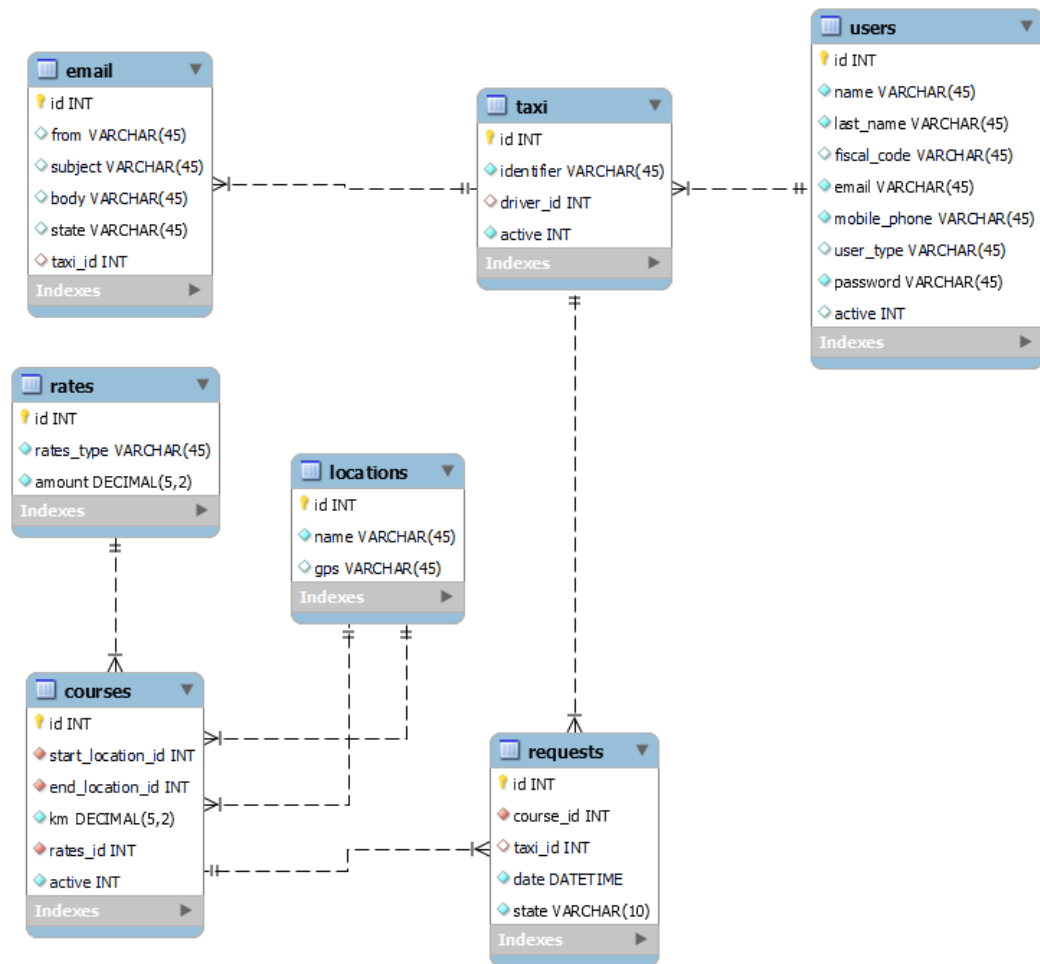 email
id INT
from VARCHAR(45)
subject VARCHAR(45)
body VARCHAR(45)
state VARCHAR(45)
taxi_id INT
Indexes
taxi
id INT
identifier VARCHAR(45)
driver_id INT
active INT
Indexes
users
id INT
name VARCHAR(45)
last_name VARCHAR(45)
fiscal_code VARCHAR(45)
email VARCHAR(45)
mobile_phone VARCHAR(45)
user_type VARCHAR(45)
password VARCHAR(45)
active INT
Indexes
rates
id INT
rates_type VARCHAR(45)
amount DECIMAL(5,2)
Indexes
locations
id INT
name VARCHAR(45)
gps VARCHAR(45)
Indexes
courses
id INT
start_location_id INT
end_location_id INT
km DECIMAL(5,2)
rates_id INT
active INT
Indexes
requests
id INT
course_id INT
taxi_id INT
date DATETIME
state VARCHAR(10)
Indexes